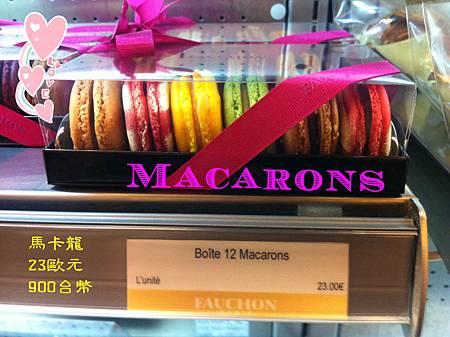 LOVE
MACARONS
馬卡龍
23歐元
900台幣
Boîte 12 Macarons
L'unité
23.00€
FAUCHON
PARIS